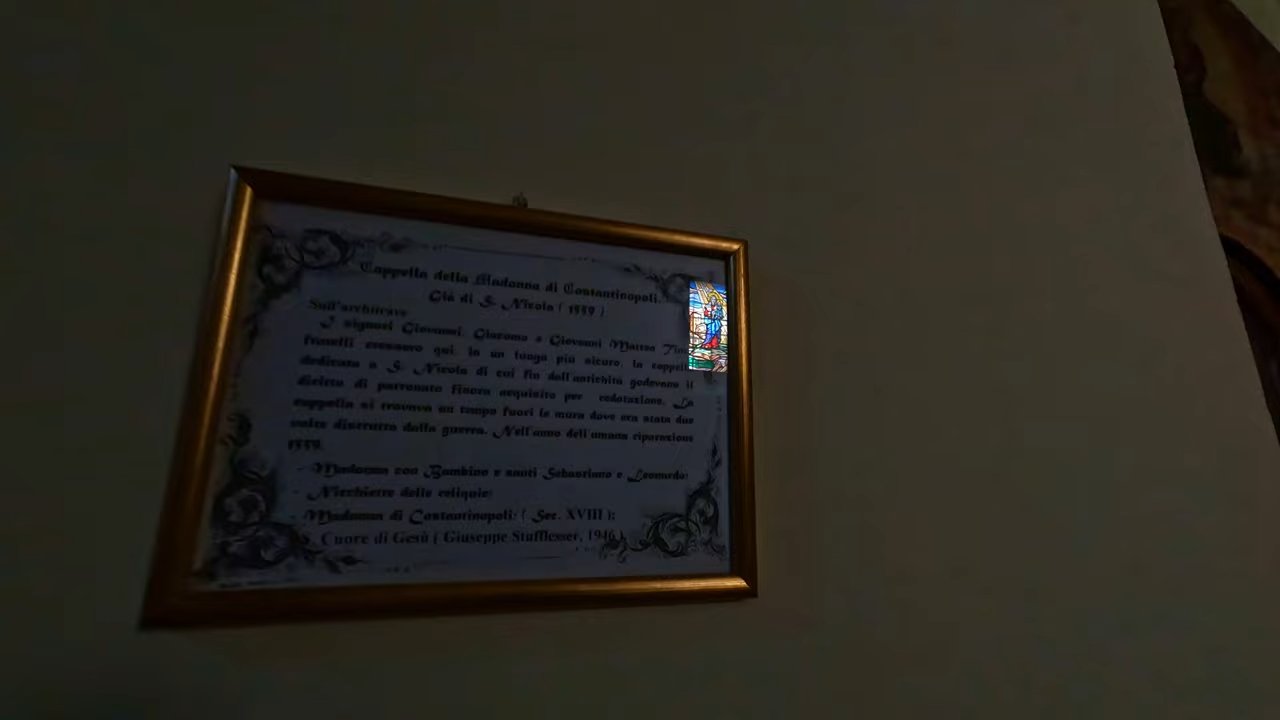 Cappella della Madonna di Costantinopoli.
Già di S. Nicola ( 1559 )
Sull'architrave
I signori Giovanni, Giacomo e Giovanni Matteo
fratelli eressero qui, in un luogo più sicuro, la cappella
dedicata a S. Nicola di cui fin dall'antichità godevano il
diritto di patronato finora acquisito per redotazione. La
cappella si trovava un tempo fuori le mura dove era stata due
volte distrutta dalla guerra. Nell'anno dell'umana riparazione
1559.
- Madonna con Bambino e santi Sebastiano e Leonardo;
- Nicchiette delle reliquie;
- Madonna di Costantinopoli; ( Sec. XVIII );
S. Cuore di Gesù ( Giuseppe Stufflesser, 1946